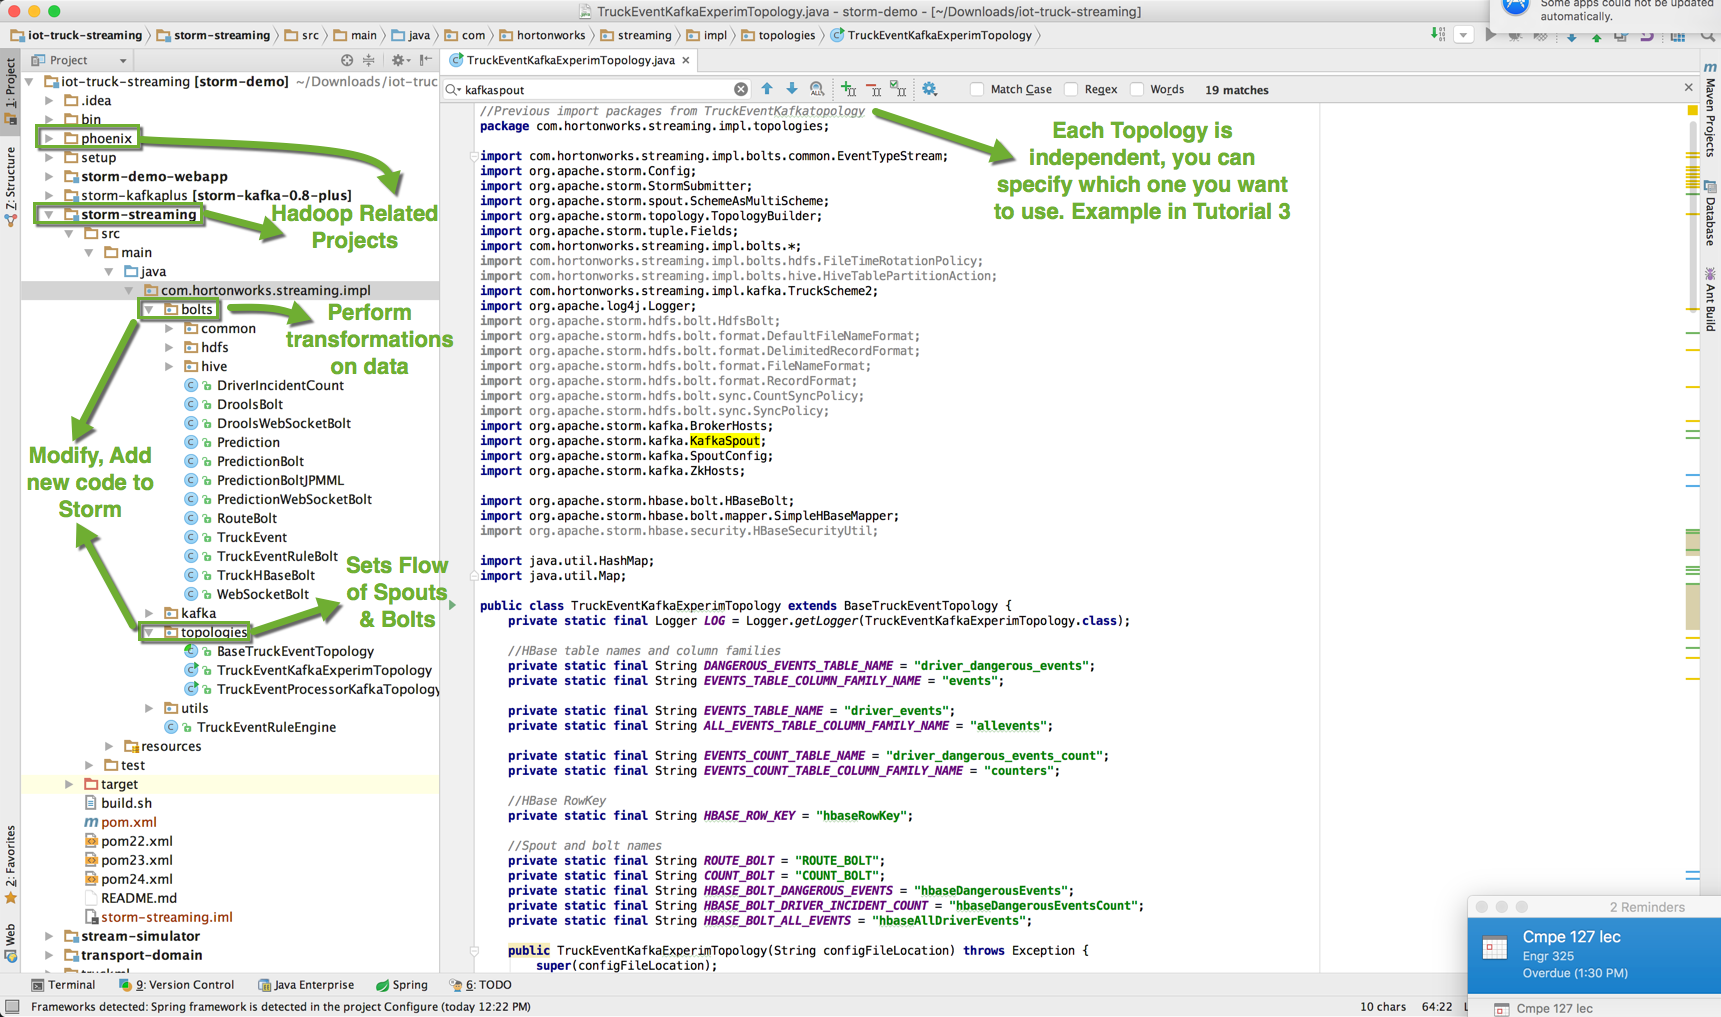 TruckEventKafkaExperimTopology.java - storm-demo - [~/Downloads/iot-truck-streaming]
Some apps could not be updated
automatically.
iot-truck-streaming
storm-streaming
src
main
java
com
hortonworks
streaming
impl
topologies
TruckEventKafkaExperimTopology
Project
TruckEventKafkaExperimTopology.java
1: Project
Z: Structure
2: Favorites
Web
iot-truck-streaming [storm-demo] ~/Downloads/iot-truc
.idea
bin
phoenix
setup
storm-demo-webapp
storm-kafkaplus [storm-kafka-0.8-plus]
storm-streaming
src
main
java
com.hortonworks.streaming.impl
bolts
common
hdfs
hive
DriverIncidentCount
DroolsBolt
DroolsWebSocketBolt
Prediction
PredictionBolt
PredictionBoltJPMML
PredictionWebSocketBolt
RouteBolt
TruckEvent
TruckEventRuleBolt
TruckHBaseBolt
WebSocketBolt
kafka
topologies
BaseTruckEventTopology
TruckEventKafkaExperimTopology
TruckEventProcessorKafkaTopology
utils
TruckEventRuleEngine
resources
test
target
build.sh
pom.xml
pom22.xml
pom23.xml
pom24.xml
README.md
storm-streaming.iml
stream-simulator
transport-domain
Hadoop Related
Projects
Perform
transformations
on data
Modify, Add
new code to
Storm
Sets Flow
of Spouts
& Bolts
Each Topology is
independent, you can
specify which one you want
to use. Example in Tutorial 3
kafkaspout
Match Case
Regex
Words
19 matches
//Previous import packages from TruckEventKafkatopology
package com.hortonworks.streaming.impl.topologies;
import com.hortonworks.streaming.impl.bolts.common.EventTypeStream;
import org.apache.storm.Config;
import org.apache.storm.StormSubmitter;
import org.apache.storm.spout.SchemeAsMultiScheme;
import org.apache.storm.topology.TopologyBuilder;
import org.apache.storm.tuple.Fields;
import com.hortonworks.streaming.impl.bolts.*;
import com.hortonworks.streaming.impl.bolts.hdfs.FileTimeRotationPolicy;
import com.hortonworks.streaming.impl.bolts.hive.HiveTablePartitionAction;
import com.hortonworks.streaming.impl.kafka.TruckScheme2;
import org.apache.log4j.Logger;
import org.apache.storm.hdfs.bolt.HdfsBolt;
import org.apache.storm.hdfs.bolt.format.DefaultFileNameFormat;
import org.apache.storm.hdfs.bolt.format.DelimitedRecordFormat;
import org.apache.storm.hdfs.bolt.format.FileNameFormat;
import org.apache.storm.hdfs.bolt.format.RecordFormat;
import org.apache.storm.hdfs.bolt.sync.CountSyncPolicy;
import org.apache.storm.hdfs.bolt.sync.SyncPolicy;
import org.apache.storm.kafka.BrokerHosts;
import org.apache.storm.kafka.KafkaSpout;
import org.apache.storm.kafka.SpoutConfig;
import org.apache.storm.kafka.ZkHosts;
import org.apache.storm.hbase.bolt.HBaseBolt;
import org.apache.storm.hbase.bolt.mapper.SimpleHBaseMapper;
import org.apache.storm.hbase.security.HBaseSecurityUtil;
import java.util.HashMap;
import java.util.Map;
public class TruckEventKafkaExperimTopology extends BaseTruckEventTopology {
private static final Logger LOG = Logger.getLogger(TruckEventKafkaExperimTopology.class);
//HBase table names and column families
private static final String DANGEROUS_EVENTS_TABLE_NAME = "driver_dangerous_events";
private static final String EVENTS_TABLE_COLUMN_FAMILY_NAME = "events";
private static final String EVENTS_TABLE_NAME = "driver_events";
private static final String ALL_EVENTS_TABLE_COLUMN_FAMILY_NAME = "allevents";
private static final String EVENTS_COUNT_TABLE_NAME = "driver_dangerous_events_count";
private static final String EVENTS_COUNT_TABLE_COLUMN_FAMILY_NAME = "counters";
//HBase RowKey
private static final String HBASE_ROW_KEY = "hbaseRowKey";
//Spout and bolt names
private static final String ROUTE_BOLT = "ROUTE_BOLT";
private static final String COUNT_BOLT = "COUNT_BOLT";
private static final String HBASE_BOLT_DANGEROUS_EVENTS = "hbaseDangerousEvents";
private static final String HBASE_BOLT_DRIVER_INCIDENT_COUNT = "hbaseDangerousEventsCount";
private static final String HBASE_BOLT_ALL_EVENTS = "hbaseAllDriverEvents";
public TruckEventKafkaExperimTopology(String configFileLocation) throws Exception {
super(configFileLocation);
Maven Projects
Database
Ant Build
2 Reminders
Cmpe 127 lec
Engr 325
Overdue (1:30 PM)
Cmpe 127 lec
Terminal
9: Version Control
Java Enterprise
Spring
6: TODO
Frameworks detected: Spring framework is detected in the project Configure (today 12:22 PM)
10 chars
64:22